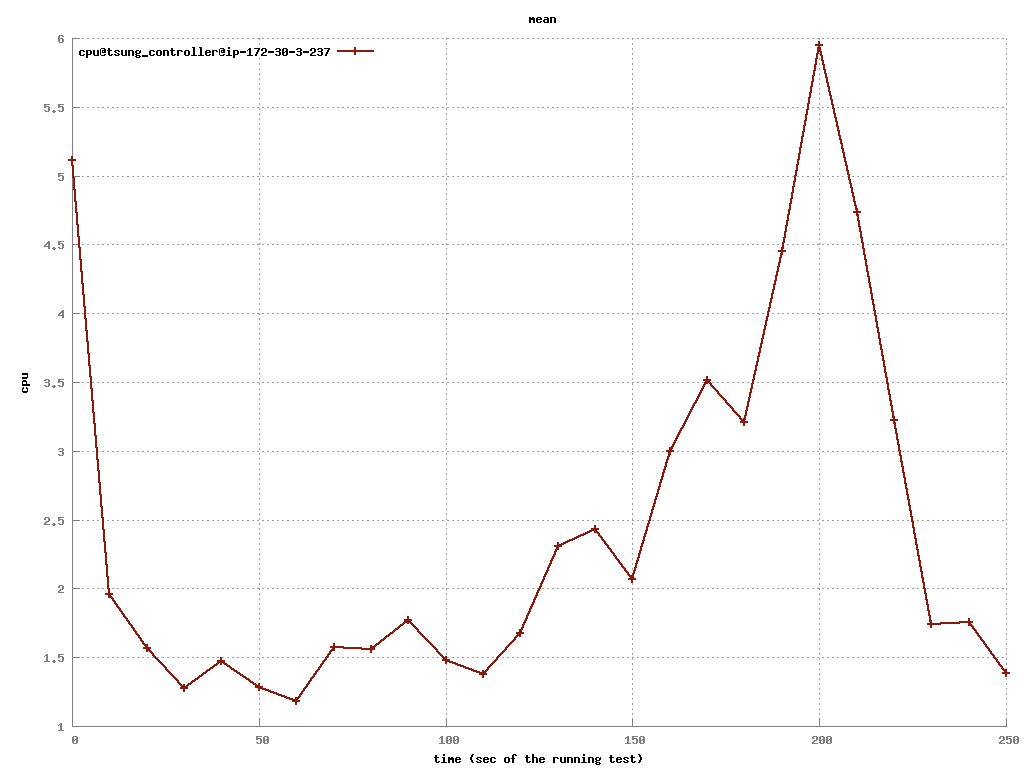 mean
6
cpu@tsung_controller@ip-172-30-3-237
5.5
5
4.5
4
cpu
3.5
3
2.5
2
1.5
1
0 50 100 150 200 250
time (sec of the running test)